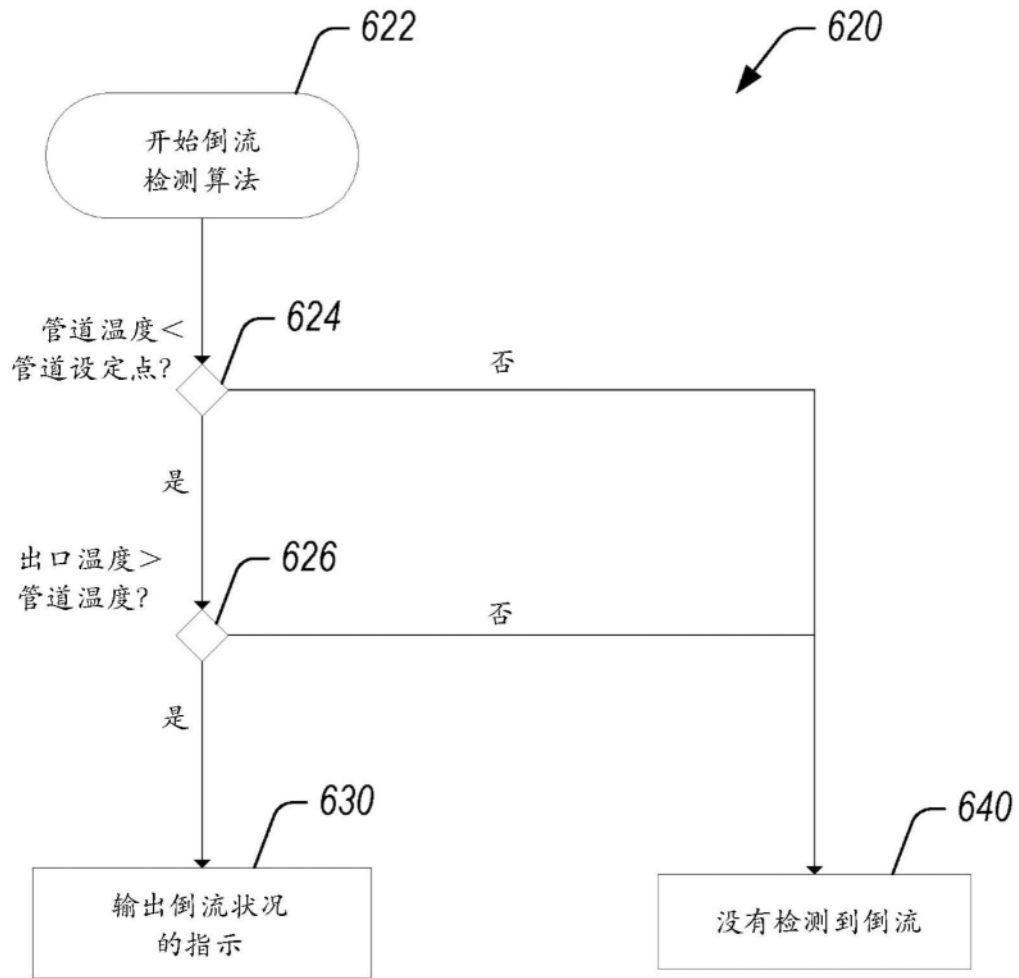 622
620
开始倒流
检测算法
管道温度<
管道设定点?
624
否
是
出口温度>
管道温度?
626
否
是
630
640
输出倒流状况
的指示
没有检测到倒流